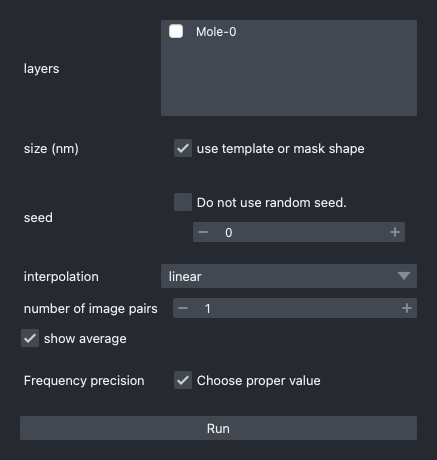 layers
Mole-0
size (nm)
use template or mask shape
seed
Do not use random seed.
0
interpolation
linear
number of image pairs
1
show average
Frequency precision
Choose proper value
Run